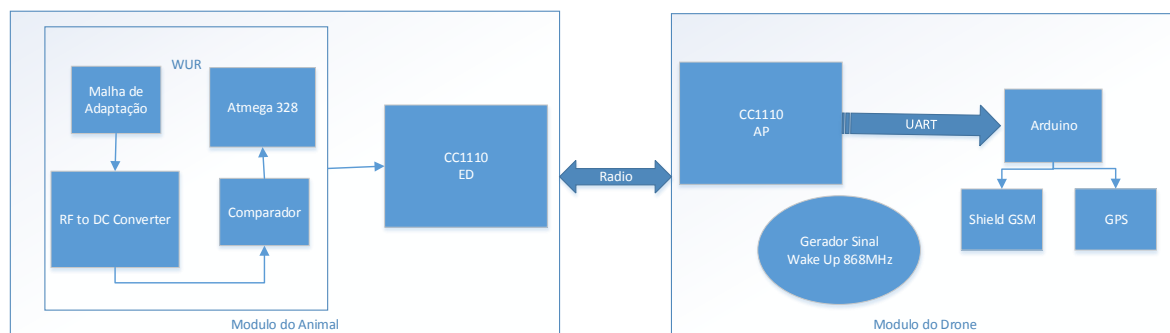 WUR
Malha de
Adaptação
Atmega 328
RF to DC Converter
Comparador
CC1110
ED
Modulo do Animal
Radio
CC1110
AP
UART
Arduino
Shield GSM
GPS
Gerador Sinal
Wake Up 868MHz
Modulo do Drone